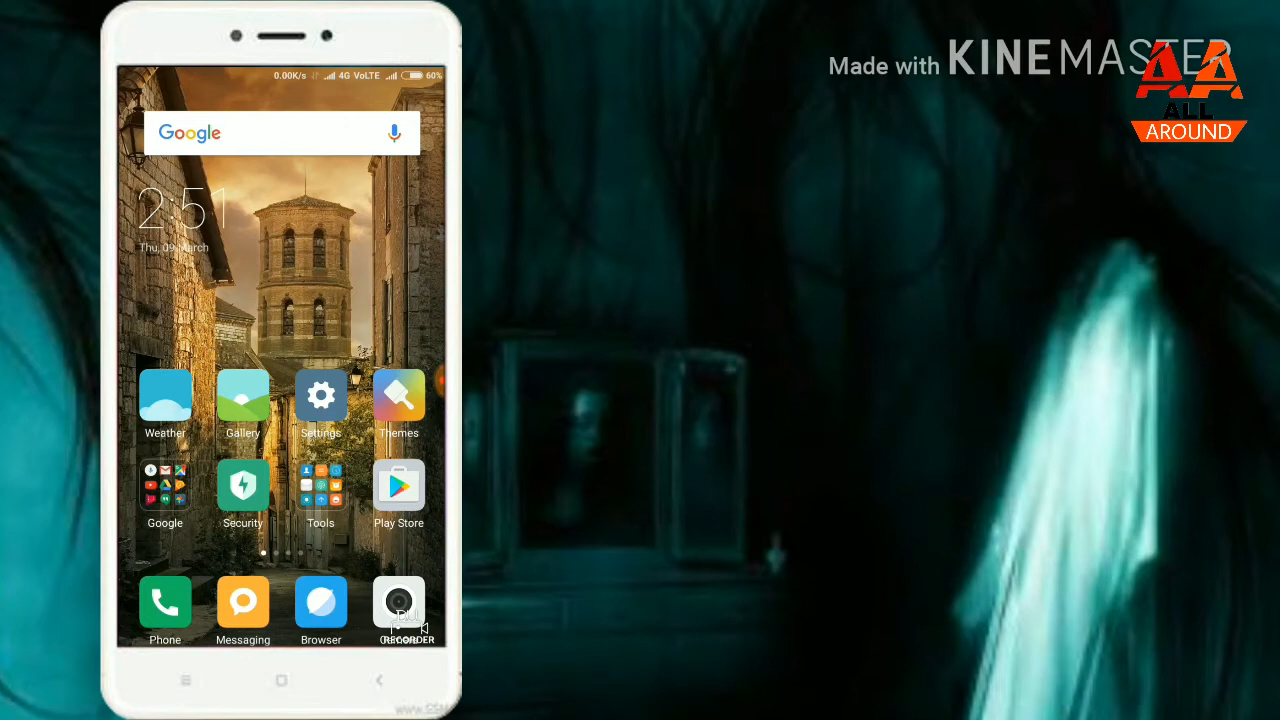 Made with KINEMASTER
AA
ALL
AROUND
0.00K/s 4G VoLTE 60%
Google
2:51
Thu, 09 March
Weather Gallery Settings Themes
Google Security Tools Play Store
Phone Messaging Browser
RECORDER